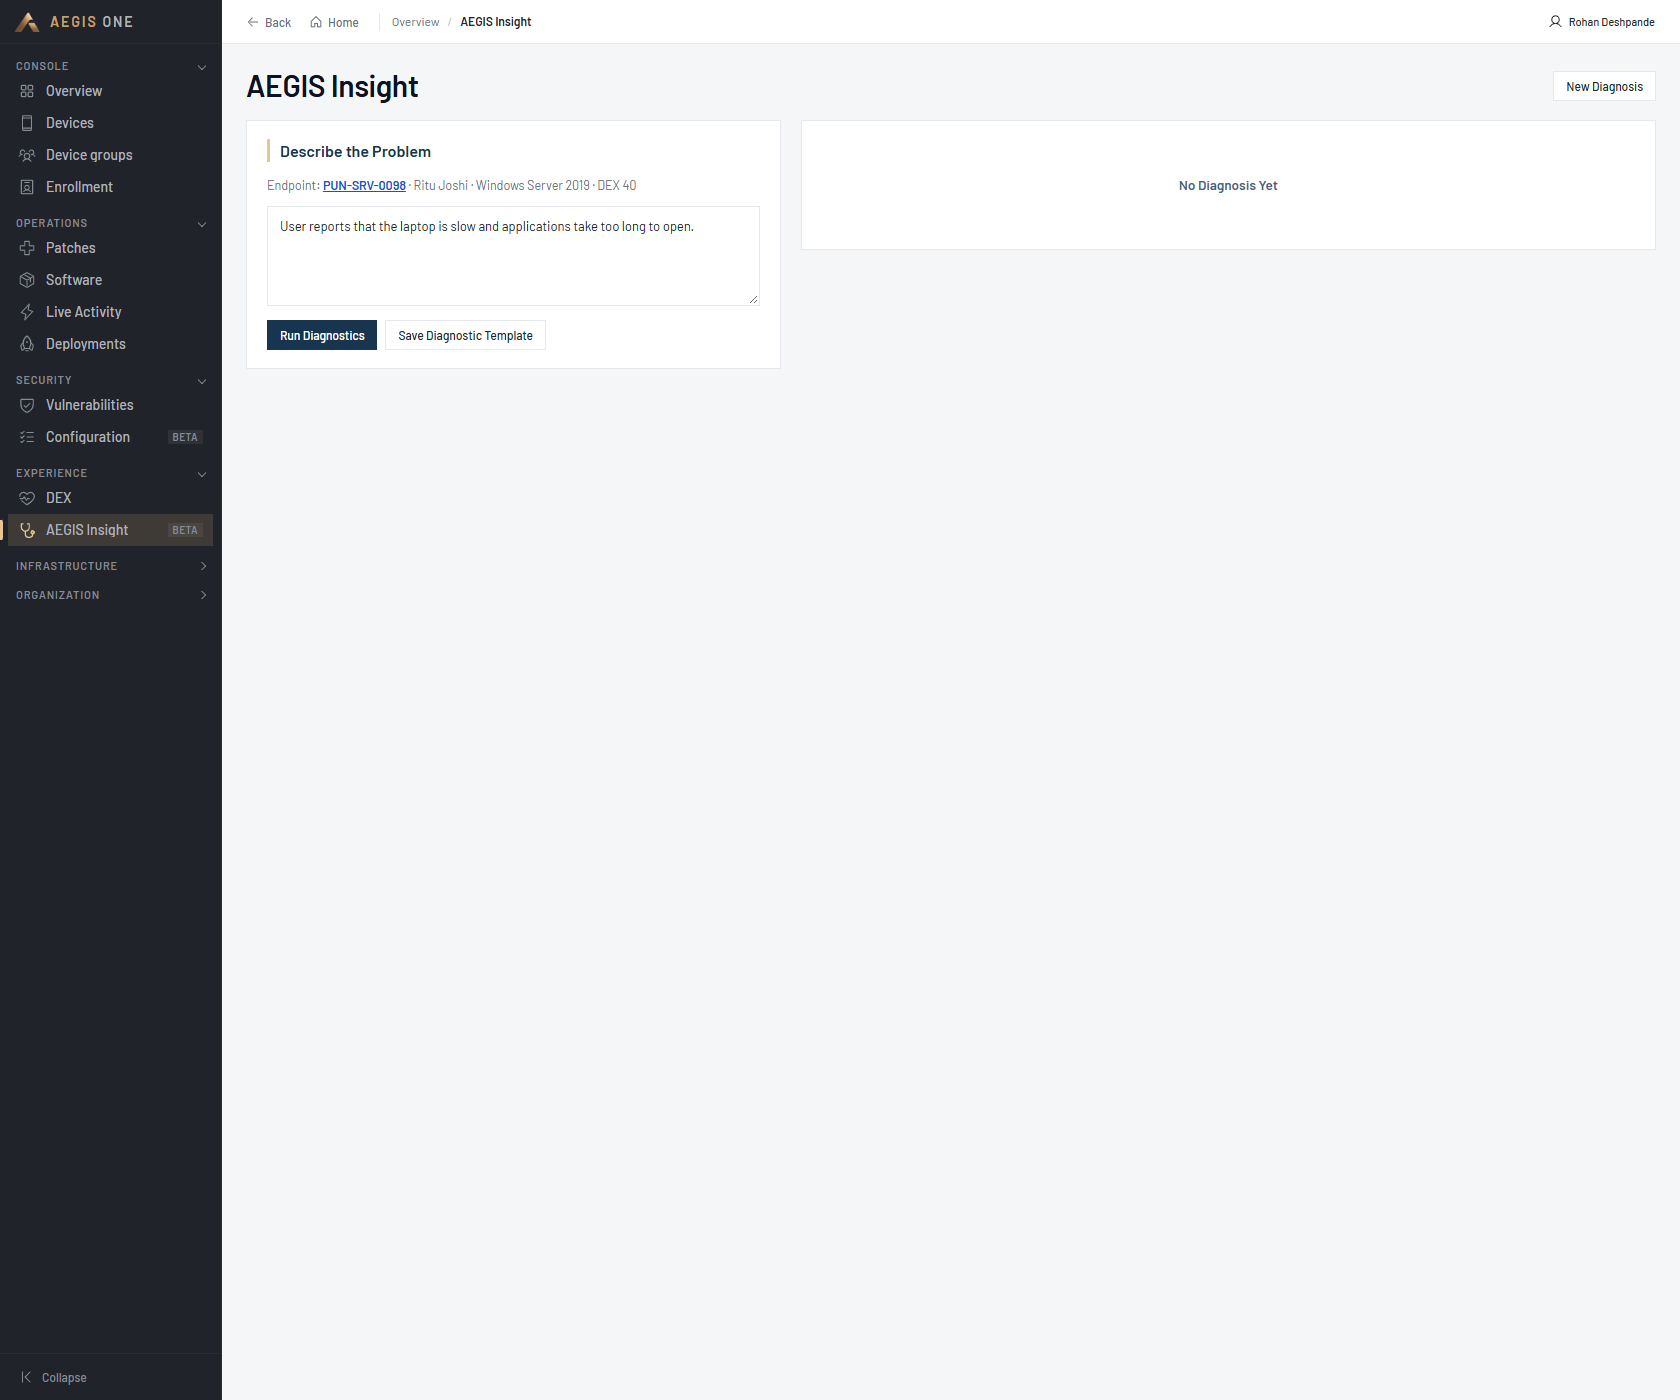 AEGIS ONE
CONSOLE
Overview
Devices
Device groups
Enrollment
OPERATIONS
Patches
Software
Live Activity
Deployments
SECURITY
Vulnerabilities
Configuration BETA
EXPERIENCE
DEX
AEGIS Insight BETA
INFRASTRUCTURE
ORGANIZATION
Collapse
Back Home Overview / AEGIS Insight Rohan Deshpande
AEGIS Insight
New Diagnosis
Describe the Problem
Endpoint: PUN-SRV-0098 · Ritu Joshi · Windows Server 2019 · DEX 40
User reports that the laptop is slow and applications take too long to open.
Run Diagnostics Save Diagnostic Template
No Diagnosis Yet